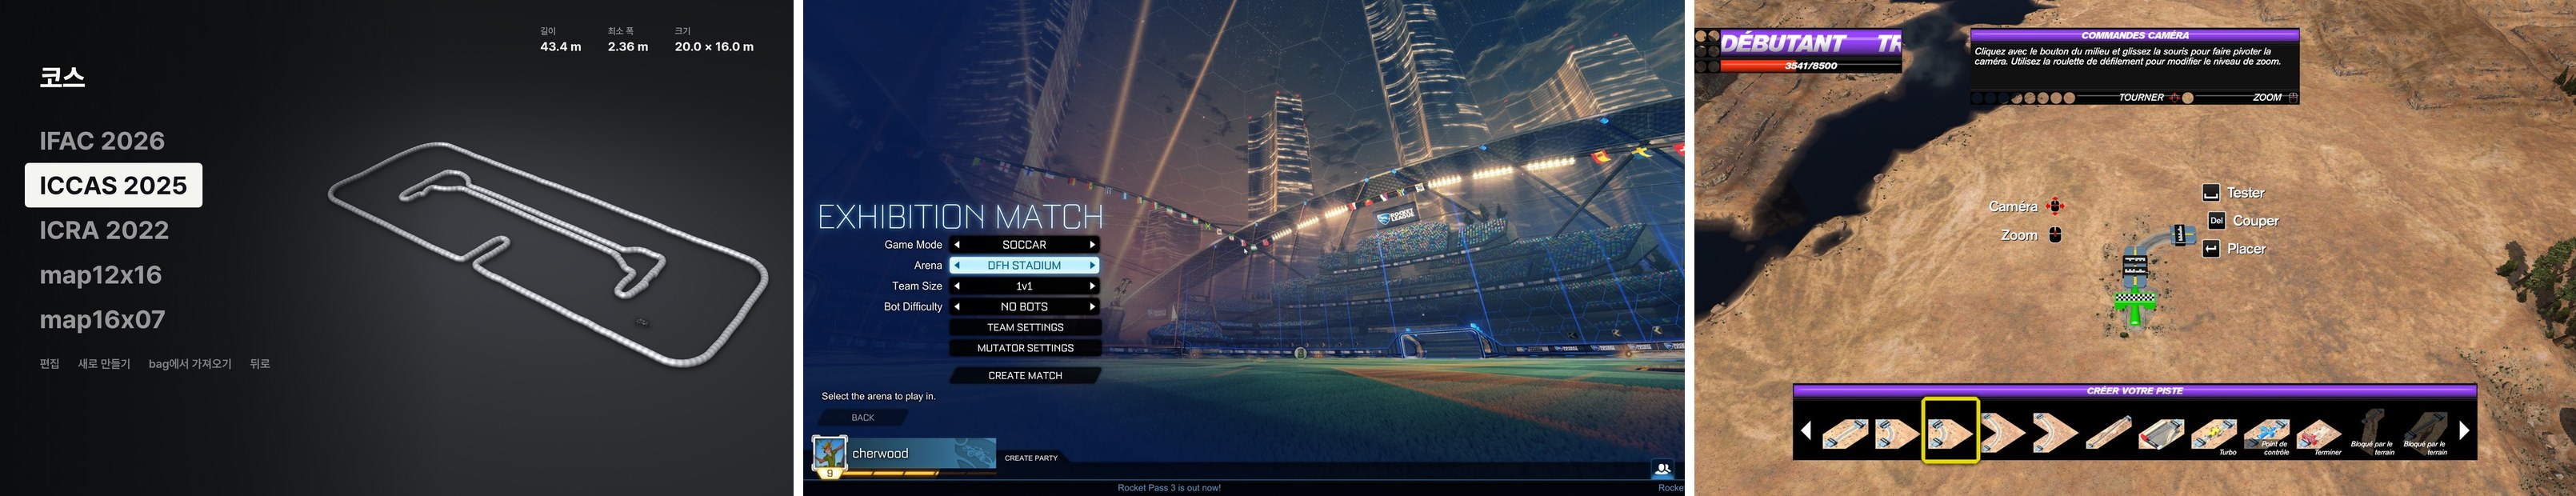 길이 최소 폭 크기
43.4 m 2.36 m 20.0 × 16.0 m
코스
IFAC 2026
ICCAS 2025
ICRA 2022
map12x16
map16x07
편집 새로 만들기 bag에서 가져오기 뒤로
ROCKET LEAGUE
EXHIBITION MATCH
Game Mode SOCCAR
Arena DFH STADIUM
Team Size 1v1
Bot Difficulty NO BOTS
TEAM SETTINGS
MUTATOR SETTINGS
CREATE MATCH
Select the arena to play in.
BACK
cherwood
9
CREATE PARTY
Rocket Pass 3 is out now! Rocke
DÉBUTANT TR
3541/8500
COMMANDES CAMÉRA
Cliquez avec le bouton du milieu et glissez la souris pour faire pivoter la
caméra. Utilisez la roulette de défilement pour modifier le niveau de zoom.
TOURNER ZOOM
Caméra
Zoom
Tester
Del Couper
Placer
CRÉER VOTRE PISTE
Turbo
Point de
contrôle
Terminer
Bloqué par le
terrain
Bloqué par le
terrain